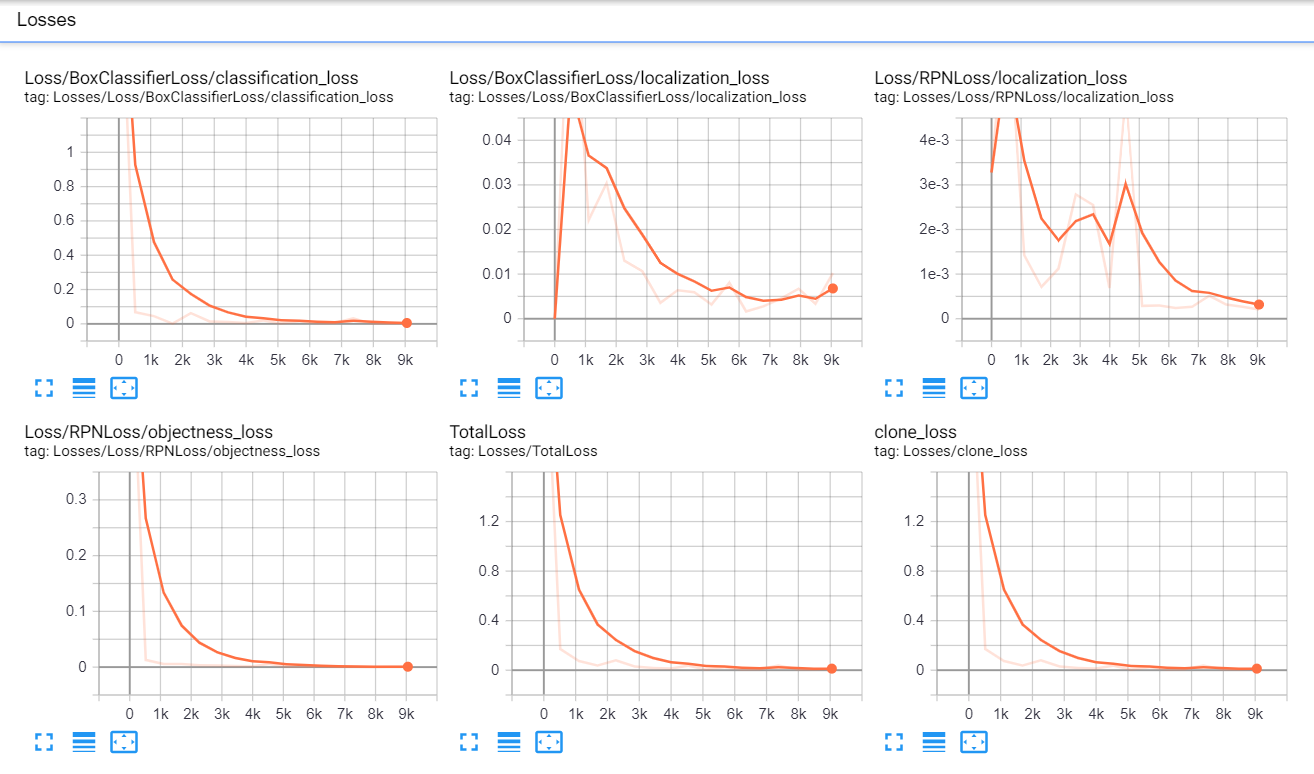 Losses
Loss/BoxClassifierLoss/classification_loss
tag: Losses/Loss/BoxClassifierLoss/classification_loss
1
0.8
0.6
0.4
0.2
0
0 1k 2k 3k 4k 5k 6k 7k 8k 9k
Loss/BoxClassifierLoss/localization_loss
tag: Losses/Loss/BoxClassifierLoss/localization_loss
0.04
0.03
0.02
0.01
0
0 1k 2k 3k 4k 5k 6k 7k 8k 9k
Loss/RPNLoss/localization_loss
tag: Losses/Loss/RPNLoss/localization_loss
4e-3
3e-3
2e-3
1e-3
0
0 1k 2k 3k 4k 5k 6k 7k 8k 9k
Loss/RPNLoss/objectness_loss
tag: Losses/Loss/RPNLoss/objectness_loss
0.3
0.2
0.1
0
0 1k 2k 3k 4k 5k 6k 7k 8k 9k
TotalLoss
tag: Losses/TotalLoss
1.2
0.8
0.4
0
0 1k 2k 3k 4k 5k 6k 7k 8k 9k
clone_loss
tag: Losses/clone_loss
1.2
0.8
0.4
0
0 1k 2k 3k 4k 5k 6k 7k 8k 9k